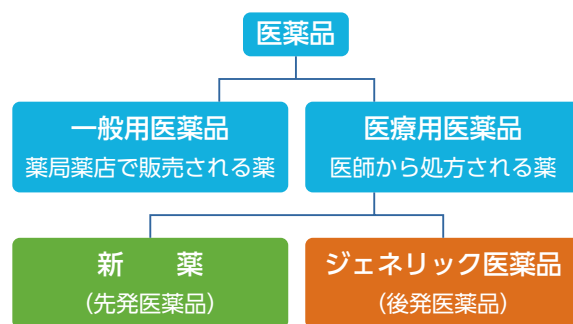 医薬品
一般用医薬品
薬局薬店で販売される薬
医療用医薬品
医師から処方される薬
新　　薬
(先発医薬品)
ジェネリック医薬品
(後発医薬品)